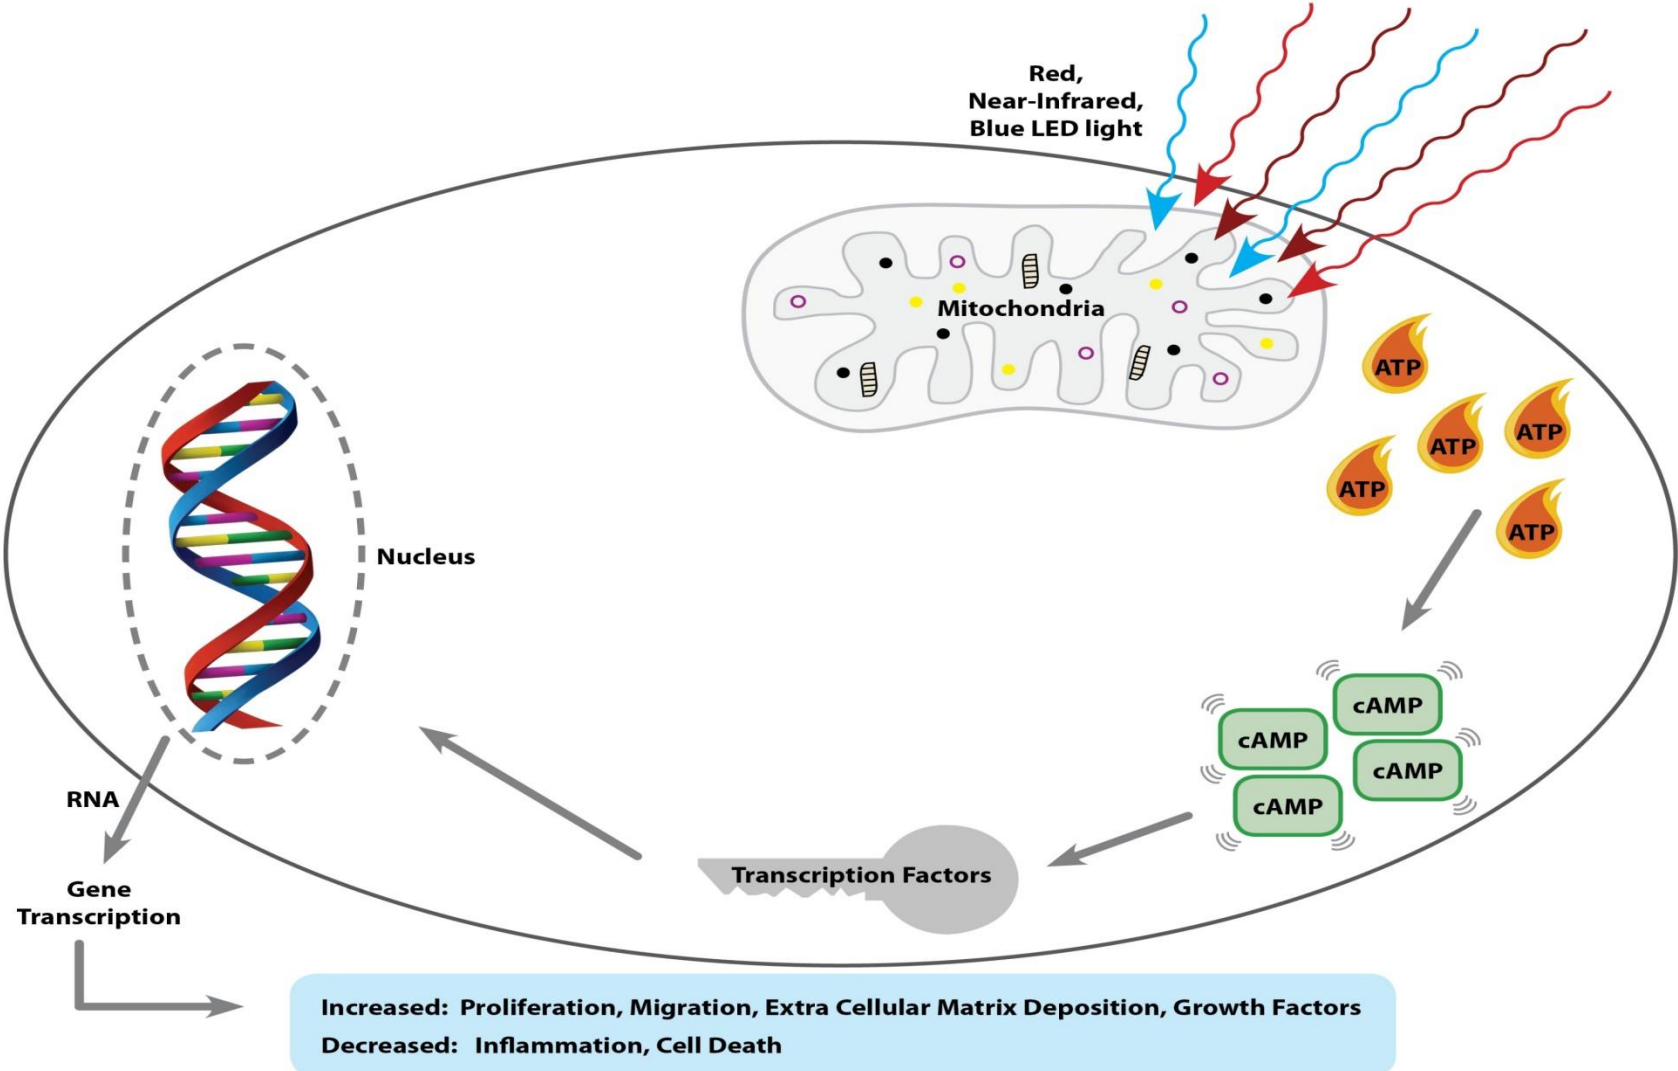 Red,
Near-Infrared,
Blue LED light
Mitochondria
ATP
ATP
ATP
ATP
ATP
Nucleus
cAMP
cAMP
cAMP
cAMP
RNA
Transcription Factors
Gene
Transcription
Increased: Proliferation, Migration, Extra Cellular Matrix Deposition, Growth Factors
Decreased: Inflammation, Cell Death